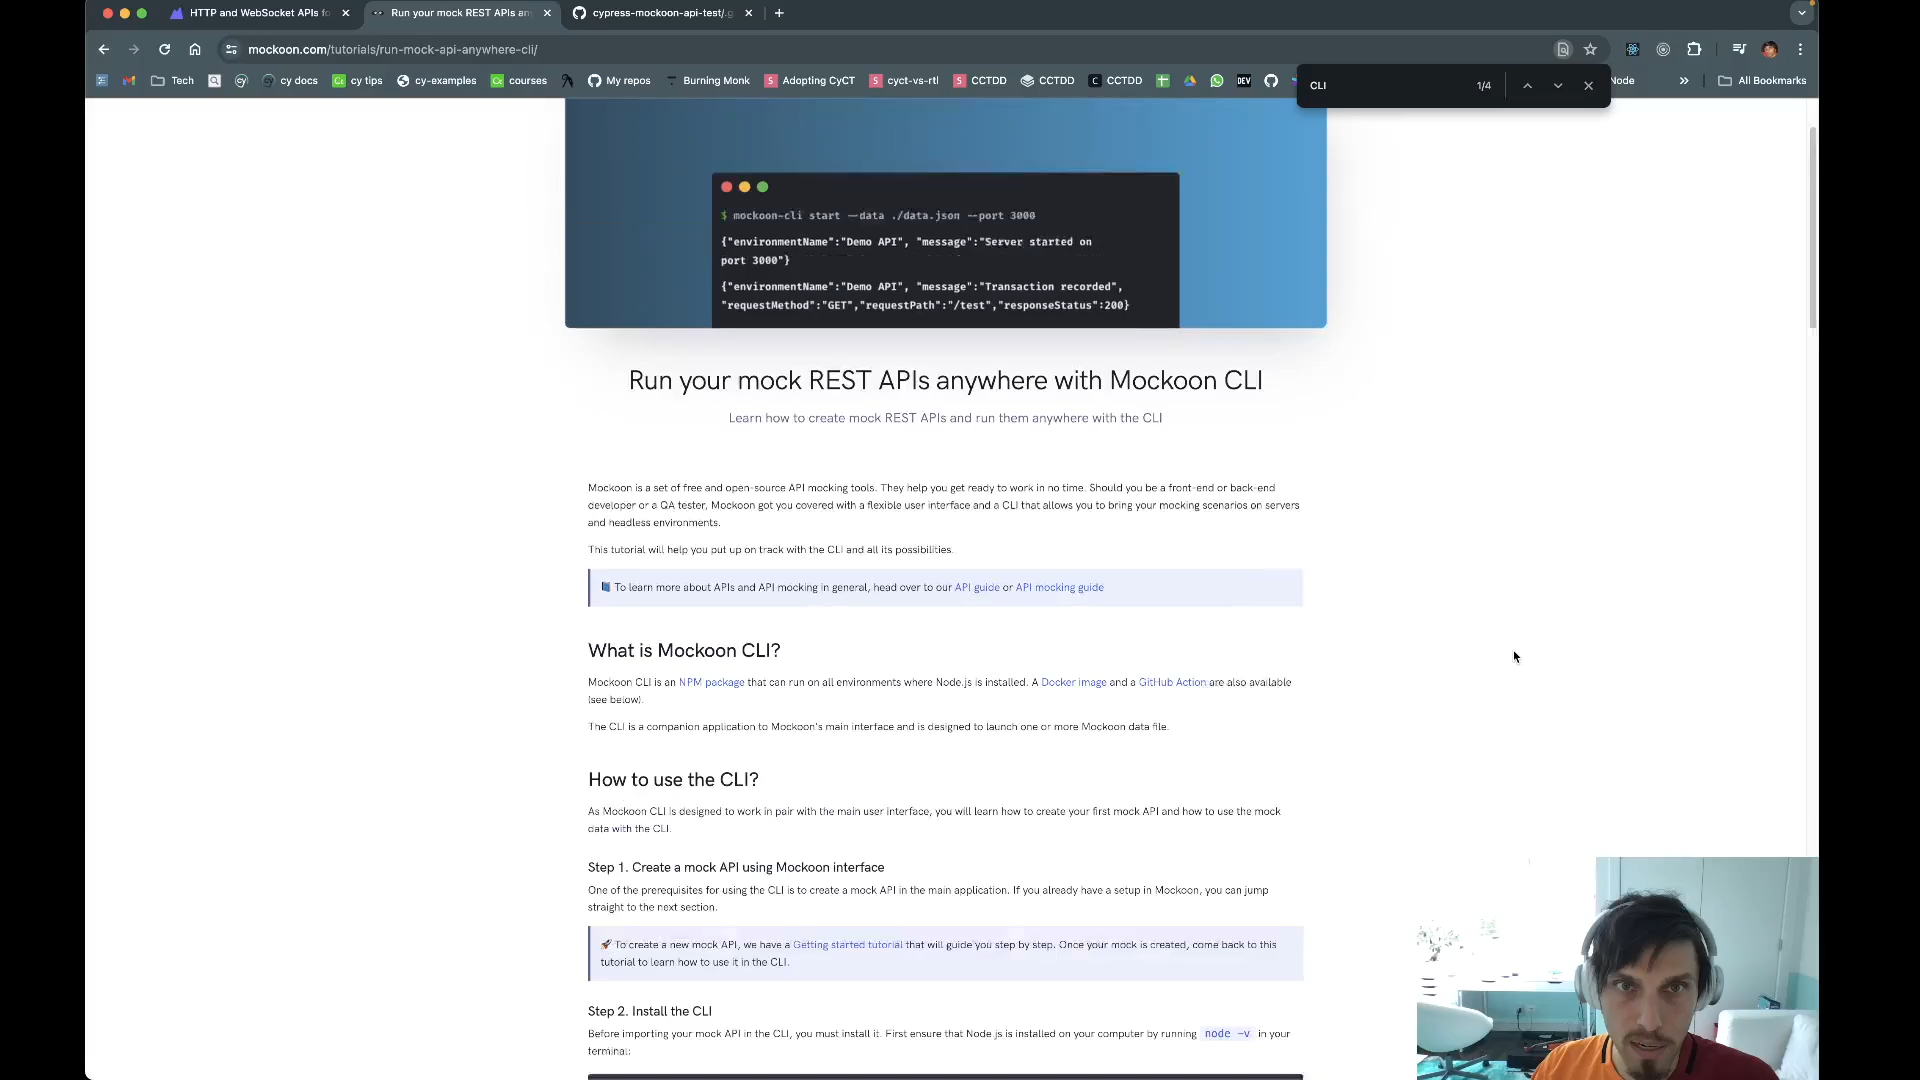 HTTP and WebSocket APIs fo
Run your mock REST APIs an
cypress-mockoon-api-test/.g
mockoon.com/tutorials/run-mock-api-anywhere-cli/
Tech
cy docs
cy tips
cy-examples
courses
My repos
Burning Monk
Adopting CyCT
cyct-vs-rtl
CCTDD
CCTDD
CCTDD
DEV
Node
All Bookmarks
CLI
1/4
$ mockoon-cli start --data ./data.json --port 3000
{"environmentName":"Demo API", "message":"Server started on
port 3000"}
{"environmentName":"Demo API", "message":"Transaction recorded",
"requestMethod":"GET","requestPath":"/test","responseStatus":200}
Run your mock REST APIs anywhere with Mockoon CLI
Learn how to create mock REST APIs and run them anywhere with the CLI
Mockoon is a set of free and open-source API mocking tools. They help you get ready to work in no time. Should you be a front-end or back-end
developer or a QA tester, Mockoon got you covered with a flexible user interface and a CLI that allows you to bring your mocking scenarios on servers
and headless environments.
This tutorial will help you put up on track with the CLI and all its possibilities.
To learn more about APIs and API mocking in general, head over to our API guide or API mocking guide
What is Mockoon CLI?
Mockoon CLI is an NPM package that can run on all environments where Node.js is installed. A Docker image and a GitHub Action are also available
(see below).
The CLI is a companion application to Mockoon's main interface and is designed to launch one or more Mockoon data file.
How to use the CLI?
As Mockoon CLI is designed to work in pair with the main user interface, you will learn how to create your first mock API and how to use the mock
data with the CLI.
Step 1. Create a mock API using Mockoon interface
One of the prerequisites for using the CLI is to create a mock API in the main application. If you already have a setup in Mockoon, you can jump
straight to the next section.
To create a new mock API, we have a Getting started tutorial that will guide you step by step. Once your mock is created, come back to this
tutorial to learn how to use it in the CLI.
Step 2. Install the CLI
Before importing your mock API in the CLI, you must install it. First ensure that Node.js is installed on your computer by running node -v in your
terminal: